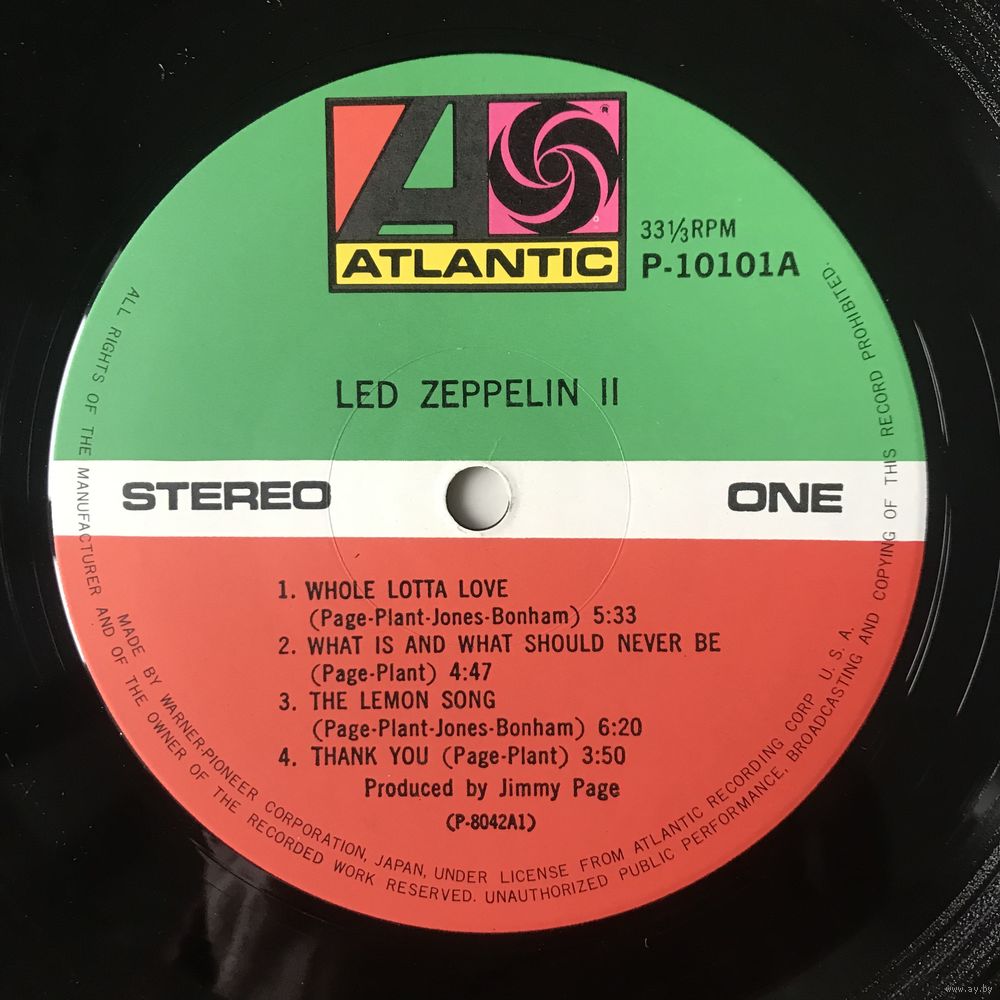 A
®
ATLANTIC
33⅓RPM
P-10101A
LED ZEPPELIN II
STEREO
ONE
1. WHOLE LOTTA LOVE
(Page-Plant-Jones-Bonham) 5:33
2. WHAT IS AND WHAT SHOULD NEVER BE
(Page-Plant) 4:47
3. THE LEMON SONG
(Page-Plant-Jones-Bonham) 6:20
4. THANK YOU (Page-Plant) 3:50
Produced by Jimmy Page
(P-8042A1)
MADE BY WARNER-PIONEER CORPORATION, JAPAN, UNDER LICENSE FROM ATLANTIC RECORDING CORP. U. S. A.
ALL RIGHTS OF THE MANUFACTURER AND OF THE OWNER OF THE RECORDED WORK RESERVED. UNAUTHORIZED PUBLIC PERFORMANCE, BROADCASTING AND COPYING OF THIS RECORD PROHIBITED.
www.ay.by